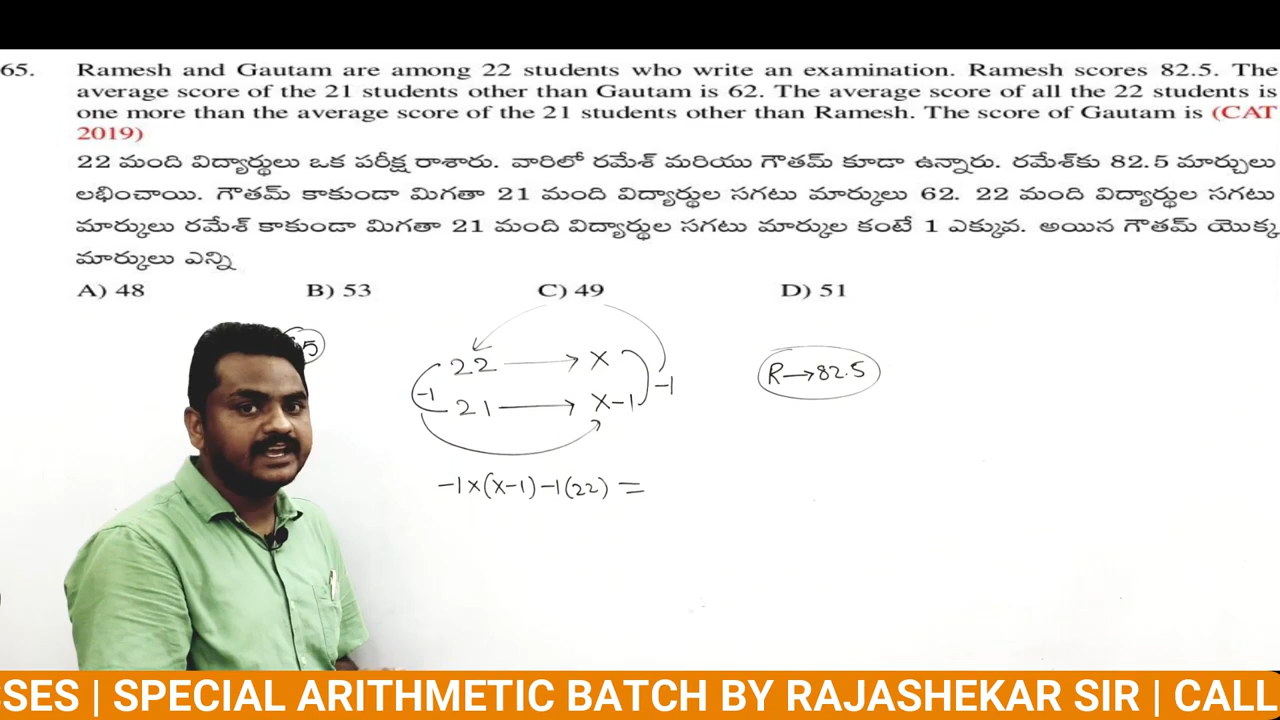 65. Ramesh and Gautam are among 22 students who write an examination. Ramesh scores 82.5. The
average score of the 21 students other than Gautam is 62. The average score of all the 22 students is
one more than the average score of the 21 students other than Ramesh. The score of Gautam is (CAT
2019)
22 మంది విద్యార్థులు ఒక పరీక్ష రాశారు. వారిలో రమేశ్ మరియు గౌతమ్ కూడా ఉన్నారు. రమేశ్‌కు 82.5 మార్కులు
లభించాయి. గౌతమ్ కాకుండా మిగతా 21 మంది విద్యార్థుల సగటు మార్కులు 62. 22 మంది విద్యార్థుల సగటు
మార్కులు రమేశ్ కాకుండా మిగతా 21 మంది విద్యార్థుల సగటు మార్కుల కంటే 1 ఎక్కువ. అయిన గౌతమ్ యొక్క
మార్కులు ఎన్ని
A) 48 B) 53 C) 49 D) 51
5
22 → x
R→82.5
-1 -1
21 → x-1
-1×(x-1)-1(22) =
SSES | SPECIAL ARITHMETIC BATCH BY RAJASHEKAR SIR | CALL